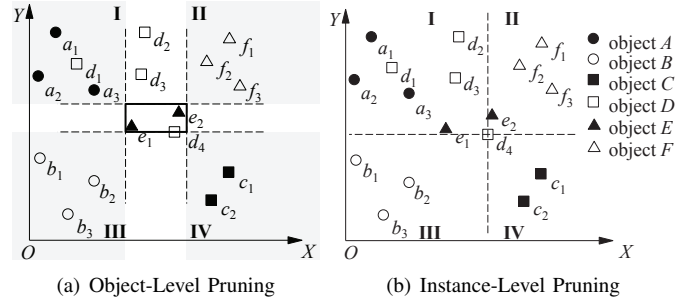 Y I II
a1 d2 f1
d1 f2
a2 a3 d3 f3
e2
e1 d4
b1 c1
b2 c2
b3 III IV
O X
(a) Object-Level Pruning
Y I II
a1 d2 f1
d1 f2
a2 a3 d3 f3
e2
e1 d4
b1 c1
b2 c2
b3 III IV
O X
(b) Instance-Level Pruning
object A
object B
object C
object D
object E
object F